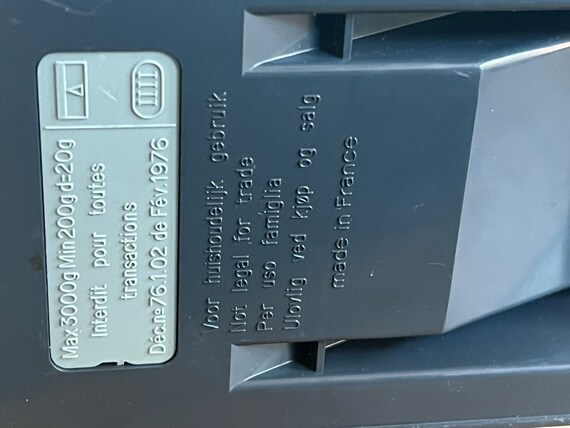 Max3000g Min200g d=20g
Interdit pour toutes
transactions
Déc.nº76.1.02 de Fév.1976
Voor huishoudelijk gebruik
Not legal for trade
Per uso famiglia
Ulovlig ved kjøp og salg
made in France